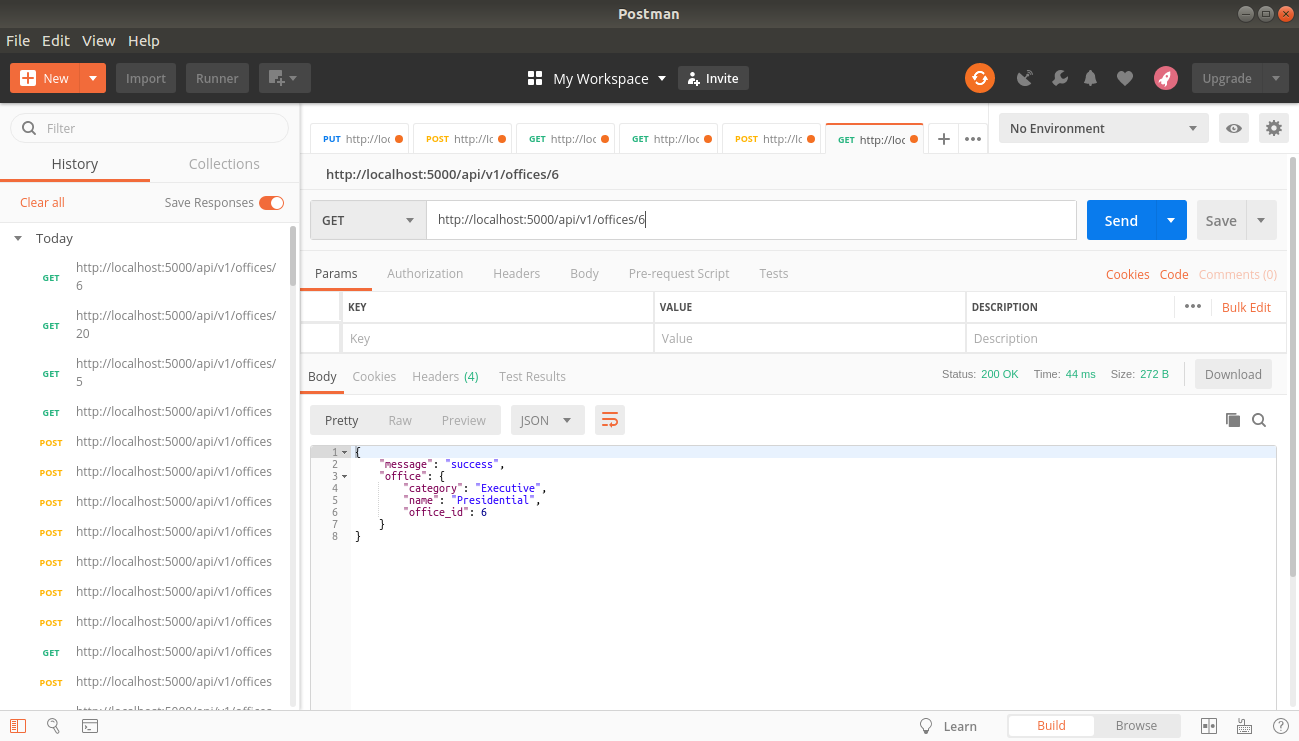 Postman
File Edit View Help
New Import Runner My Workspace Invite Upgrade
Filter
History Collections
Clear all Save Responses
Today
GET http://localhost:5000/api/v1/offices/
6
GET http://localhost:5000/api/v1/offices/
20
GET http://localhost:5000/api/v1/offices/
5
GET http://localhost:5000/api/v1/offices
POST http://localhost:5000/api/v1/offices
POST http://localhost:5000/api/v1/offices
POST http://localhost:5000/api/v1/offices
POST http://localhost:5000/api/v1/offices
POST http://localhost:5000/api/v1/offices
POST http://localhost:5000/api/v1/offices
POST http://localhost:5000/api/v1/offices
GET http://localhost:5000/api/v1/offices
POST http://localhost:5000/api/v1/offices
PUT http://loc POST http://lc GET http://loc GET http://loc POST http://lc GET http://loc + ••• No Environment
http://localhost:5000/api/v1/offices/6
GET http://localhost:5000/api/v1/offices/6 Send Save
Params Authorization Headers Body Pre-request Script Tests Cookies Code Comments (0)
KEY VALUE DESCRIPTION ••• Bulk Edit
Key Value Description
Body Cookies Headers (4) Test Results Status: 200 OK Time: 44 ms Size: 272 B Download
Pretty Raw Preview JSON
1 {
2 "message": "success",
3 "office": {
4 "category": "Executive",
5 "name": "Presidential",
6 "office_id": 6
7 }
8 }
Learn Build Browse